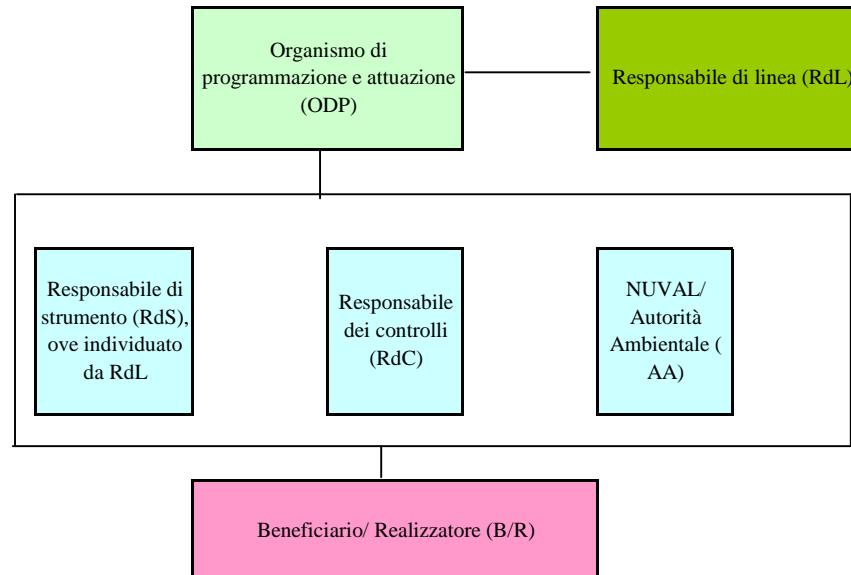 Organismo di
programmazione e attuazione
(ODP)
Responsabile di linea (RdL)
Responsabile di
strumento (RdS),
ove individuato
da RdL
Responsabile
dei controlli
(RdC)
NUVAL/
Autorità
Ambientale (
AA)
Beneficiario/ Realizzatore (B/R)